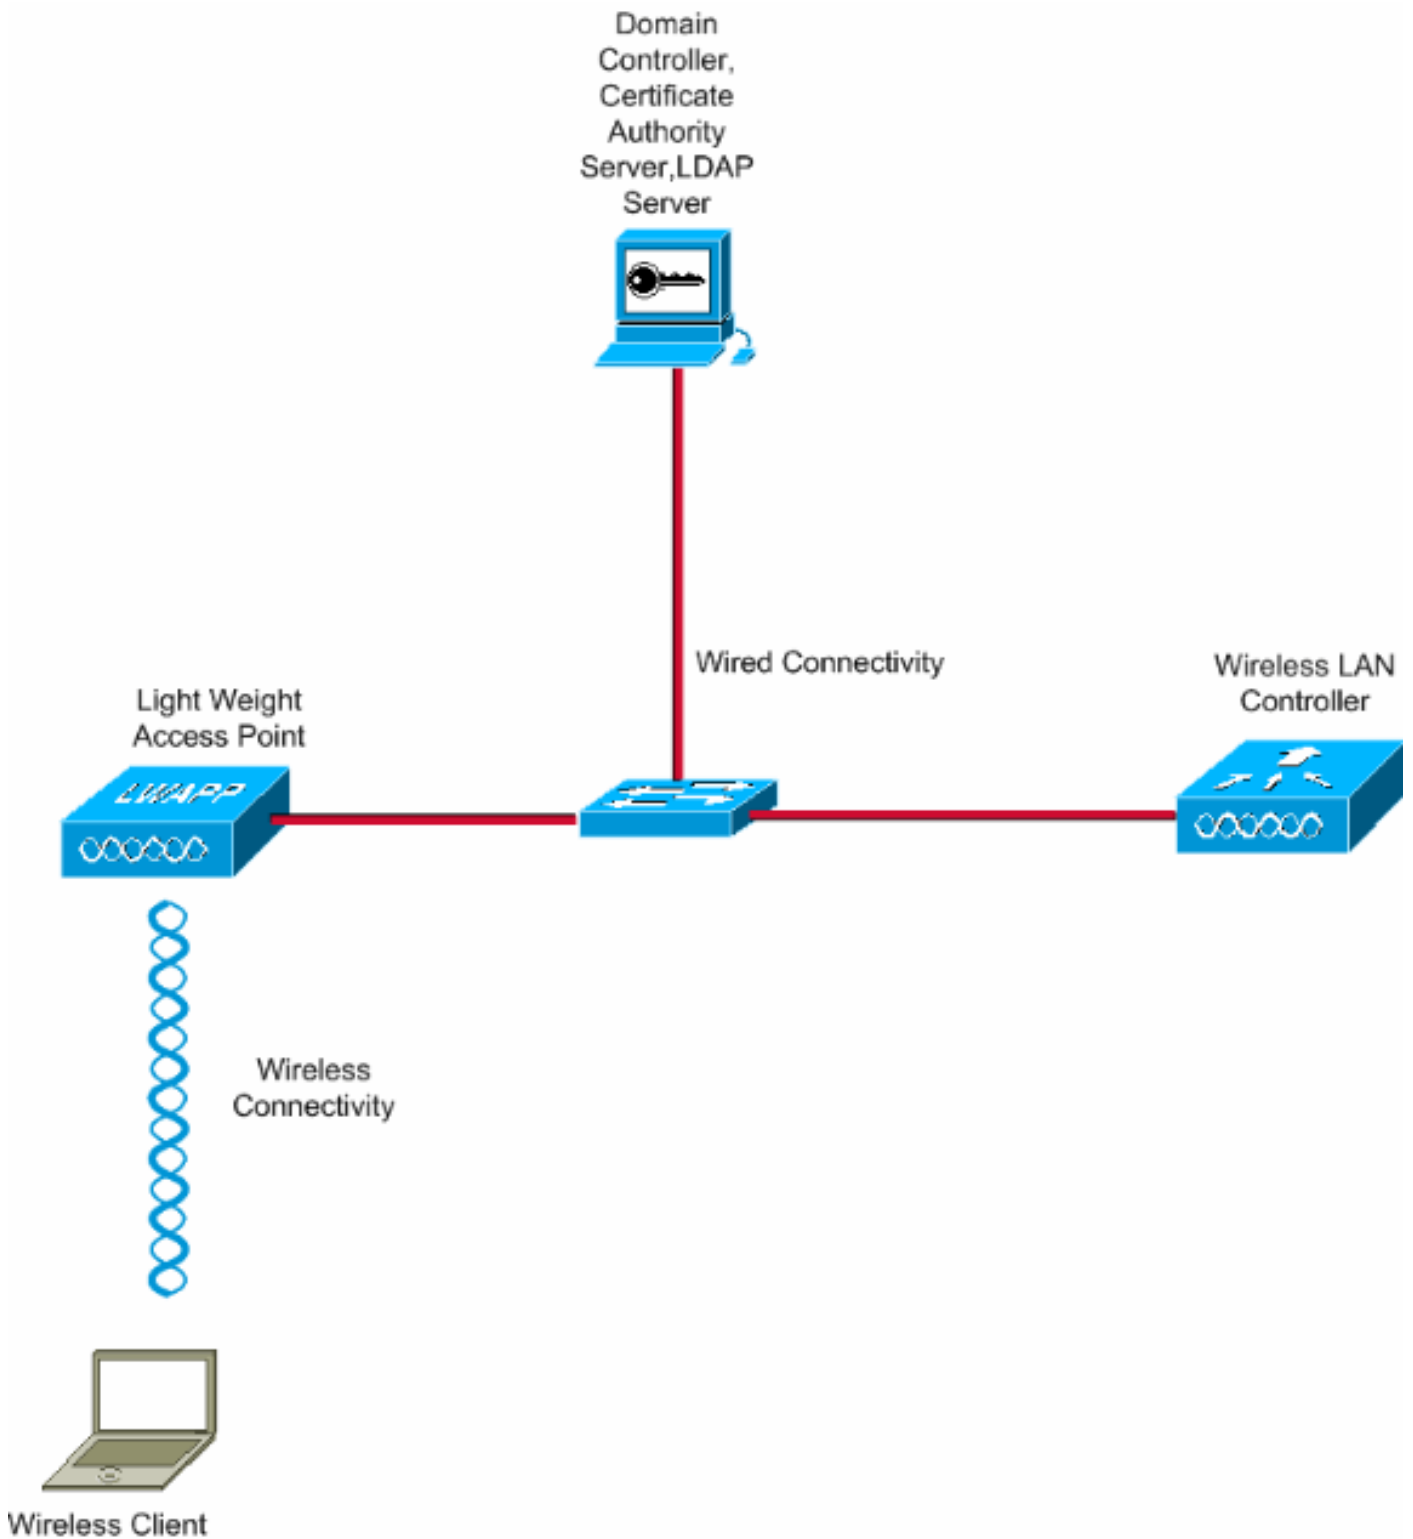 Domain
Controller,
Certificate
Authority
Server,LDAP
Server
Wired Connectivity
Wireless LAN
Controller
Light Weight
Access Point
LWAPP
Wireless
Connectivity
Wireless Client